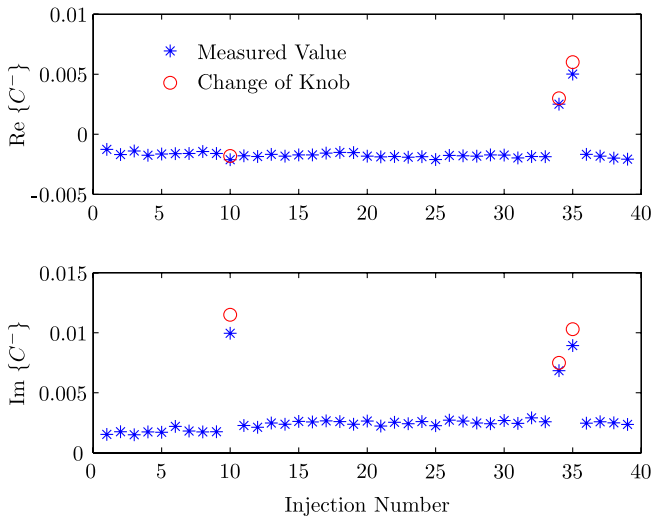 0.01
0.005
0
-0.005
Re {C⁻}
Measured Value
Change of Knob
0 5 10 15 20 25 30 35 40
0.015
0.01
0.005
0
Im {C⁻}
0 5 10 15 20 25 30 35 40
Injection Number